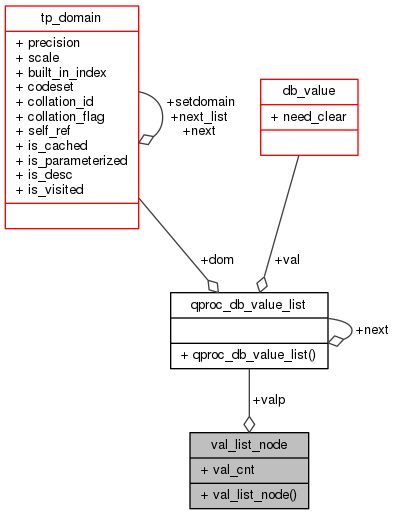 tp_domain
+ precision
+ scale
+ built_in_index
+ codeset
+ collation_id
+ collation_flag
+ self_ref
+ is_cached
+ is_parameterized
+ is_desc
+ is_visited
+setdomain
+next_list
+next
db_value
+ need_clear
+dom
+val
qproc_db_value_list
+ qproc_db_value_list()
+next
+valp
val_list_node
+ val_cnt
+ val_list_node()